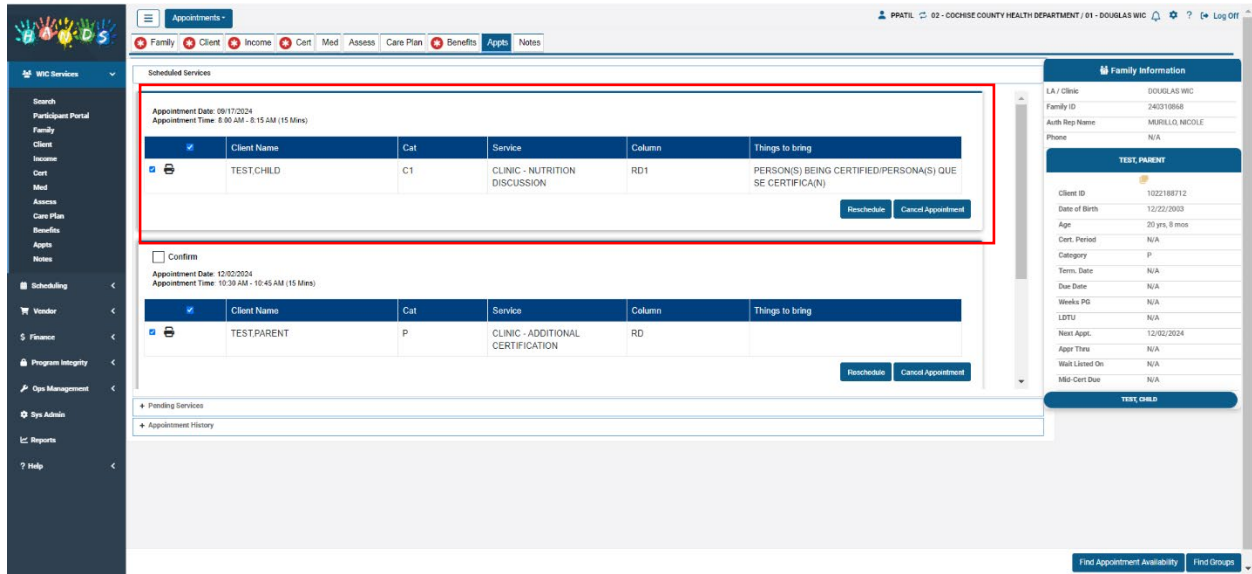 HANDS
Appointments
PPATIL 02 - COCHISE COUNTY HEALTH DEPARTMENT / 01 - DOUGLAS WIC ? Log Off
Family Client Income Cert Med Assess Care Plan Benefits Appts Notes
WIC Services
Search
Participant Portal
Family
Client
Income
Cert
Med
Assess
Care Plan
Benefits
Appts
Notes
Scheduling
Vendor
$ Finance
Program Integrity
Ops Management
Sys Admin
Reports
? Help
Scheduled Services
Appointment Date: 09/17/2024
Appointment Time: 8:00 AM - 8:15 AM (15 Mins)
Client Name Cat Service Column Things to bring
TEST,CHILD C1 CLINIC - NUTRITION RD1 PERSON(S) BEING CERTIFIED/PERSONA(S) QUE
DISCUSSION SE CERTIFICA(N)
Reschedule Cancel Appointment
Confirm
Appointment Date: 12/02/2024
Appointment Time: 10:30 AM - 10:45 AM (15 Mins)
Client Name Cat Service Column Things to bring
TEST,PARENT P CLINIC - ADDITIONAL RD
CERTIFICATION
Reschedule Cancel Appointment
+ Pending Services
+ Appointment History
Family Information
LA / Clinic DOUGLAS WIC
Family ID 240310868
Auth Rep Name MURILLO, NICOLE
Phone N/A
TEST, PARENT
Client ID 1022188712
Date of Birth 12/22/2003
Age 20 yrs, 8 mos
Cert. Period N/A
Category P
Term. Date N/A
Due Date N/A
Weeks PG N/A
LDTU N/A
Next Appt. 12/02/2024
Appr Thru N/A
Wait Listed On N/A
Mid-Cert Due N/A
TEST, CHILD
Find Appointment Availability Find Groups